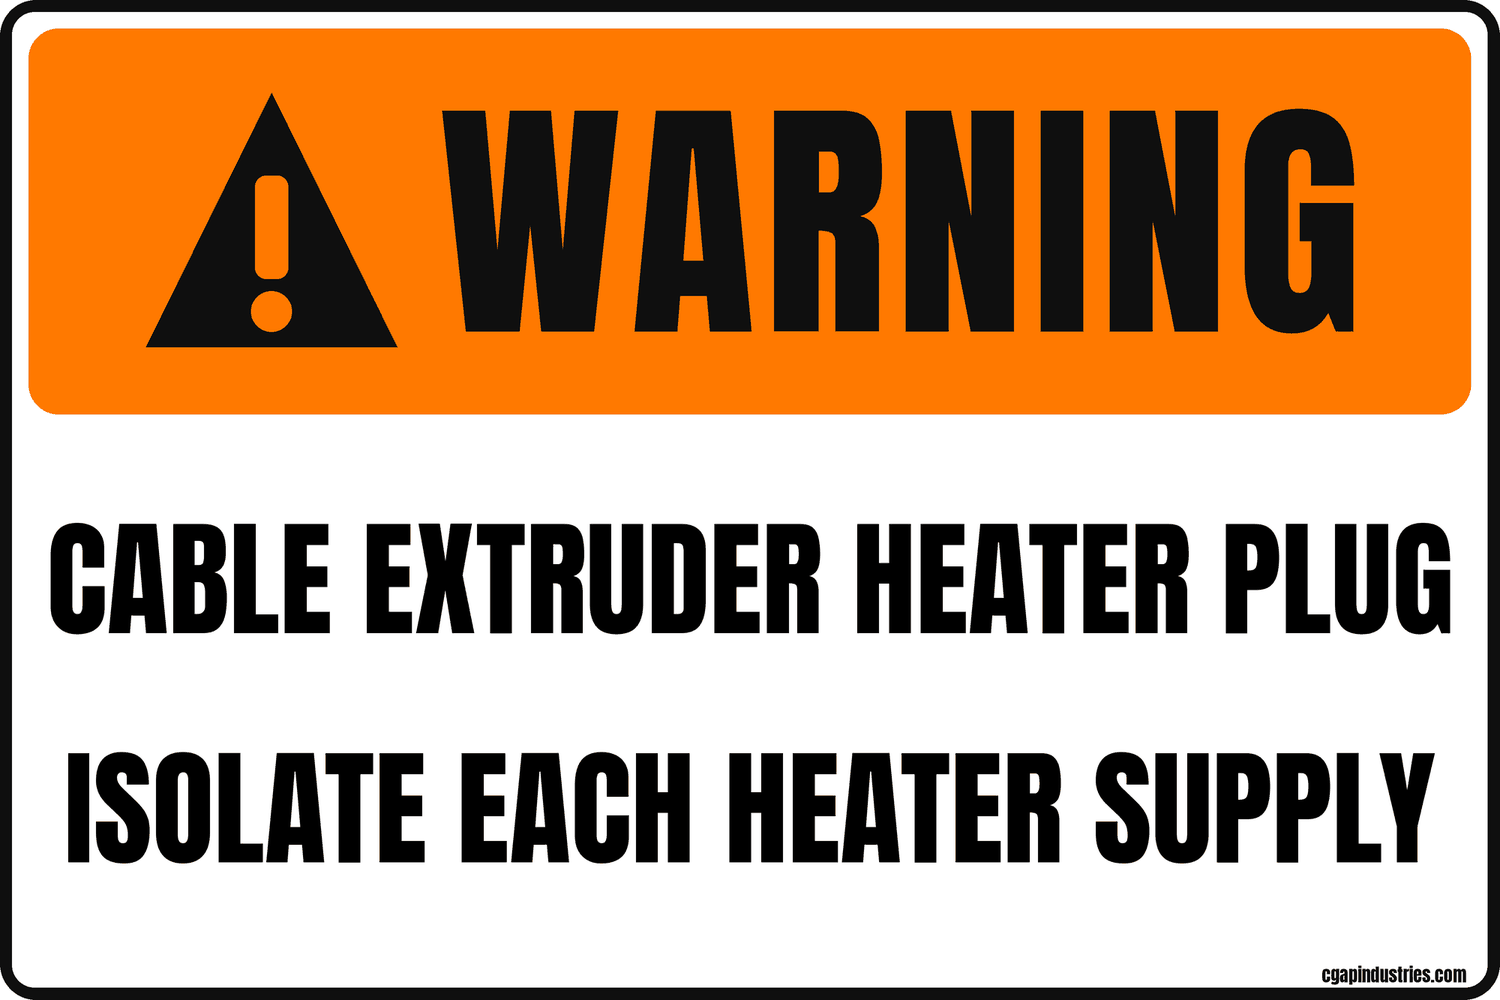 WARNING
CABLE EXTRUDER HEATER PLUG
ISOLATE EACH HEATER SUPPLY
cgapindustries.com